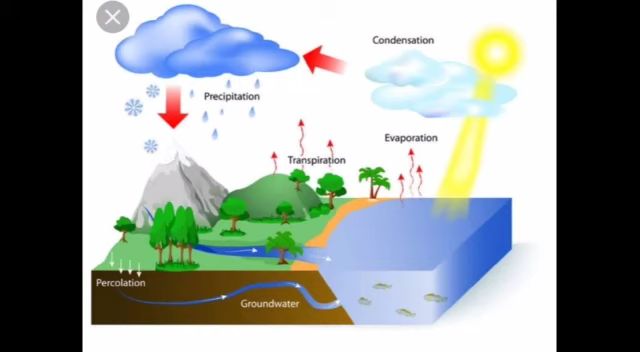 Condensation
Precipitation
Evaporation
Transpiration
Percolation
Groundwater